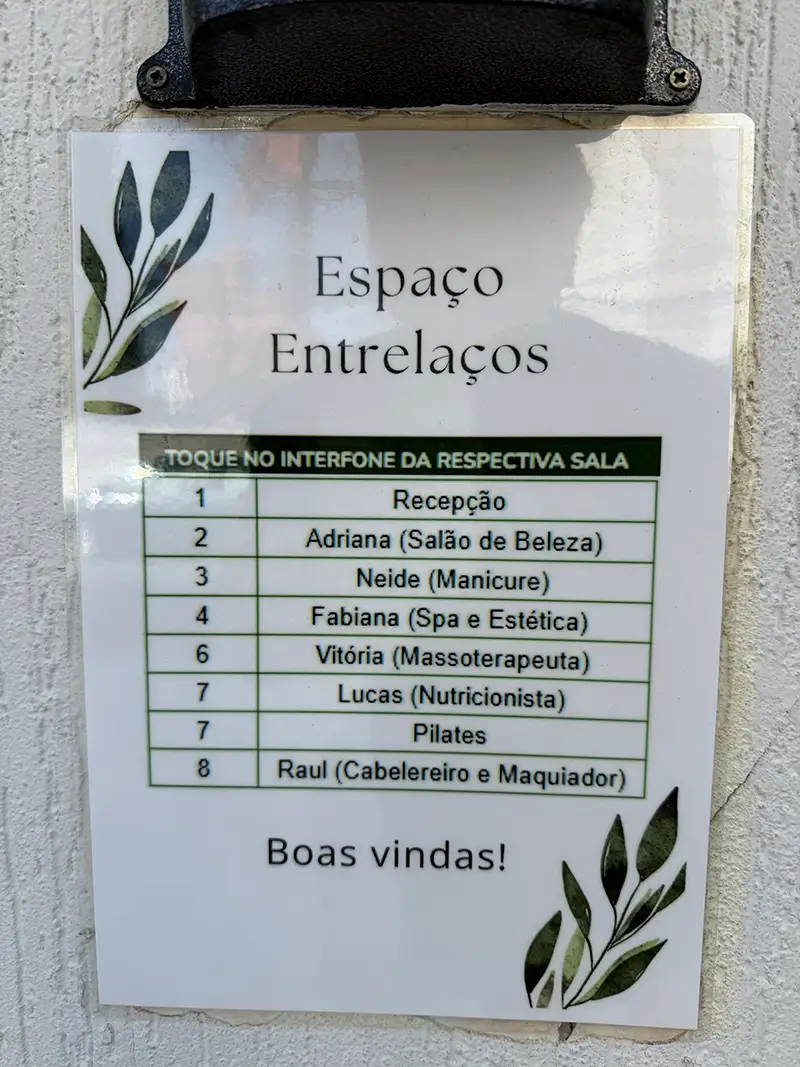 Espaço
Entrelaços
TOQUE NO INTERFONE DA RESPECTIVA SALA
1 Recepção
2 Adriana (Salão de Beleza)
3 Neide (Manicure)
4 Fabiana (Spa e Estética)
6 Vitória (Massoterapeuta)
7 Lucas (Nutricionista)
7 Pilates
8 Raul (Cabelereiro e Maquiador)
Boas vindas!